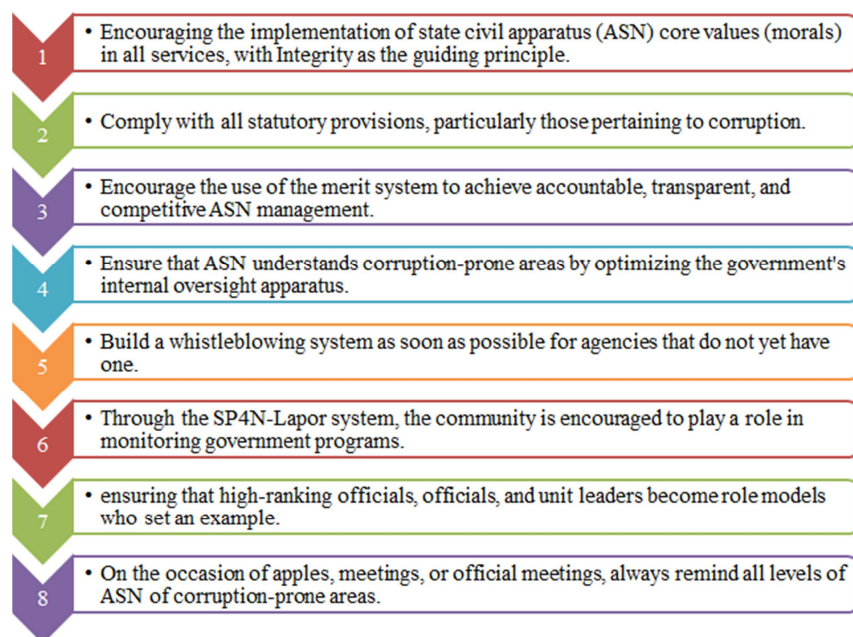 1
• Encouraging the implementation of state civil apparatus (ASN) core values (morals)
in all services, with Integrity as the guiding principle.
2
• Comply with all statutory provisions, particularly those pertaining to corruption.
3
• Encourage the use of the merit system to achieve accountable, transparent, and
competitive ASN management.
4
• Ensure that ASN understands corruption-prone areas by optimizing the government's
internal oversight apparatus.
5
• Build a whistleblowing system as soon as possible for agencies that do not yet have
one.
6
• Through the SP4N-Lapor system, the community is encouraged to play a role in
monitoring government programs.
7
• ensuring that high-ranking officials, officials, and unit leaders become role models
who set an example.
8
• On the occasion of apples, meetings, or official meetings, always remind all levels of
ASN of corruption-prone areas.